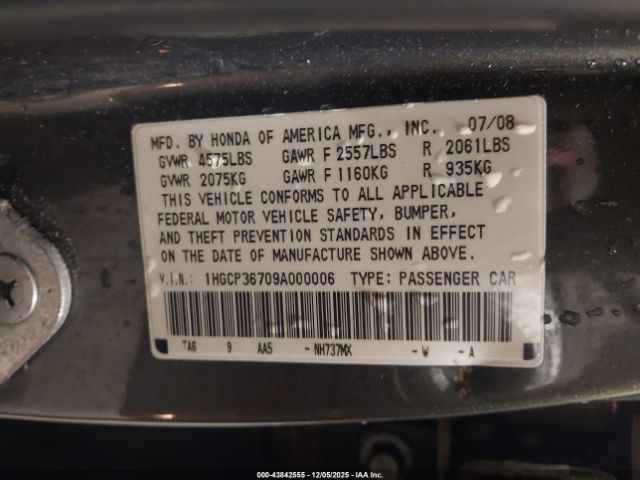 MFD. BY HONDA OF AMERICA MFG., INC. 07/08
GVWR 4575LBS GAWR F 2557LBS R 2061LBS
GVWR 2075KG GAWR F 1160KG R 935KG
THIS VEHICLE CONFORMS TO ALL APPLICABLE
FEDERAL MOTOR VEHICLE SAFETY, BUMPER,
AND THEFT PREVENTION STANDARDS IN EFFECT
ON THE DATE OF MANUFACTURE SHOWN ABOVE.
V.I.N.: 1HGCP36709A000006 TYPE: PASSENGER CAR
TA6 9 AA5 -NH737MX -W -A
000-43842555 | 12/05/2025 | IAA Inc.